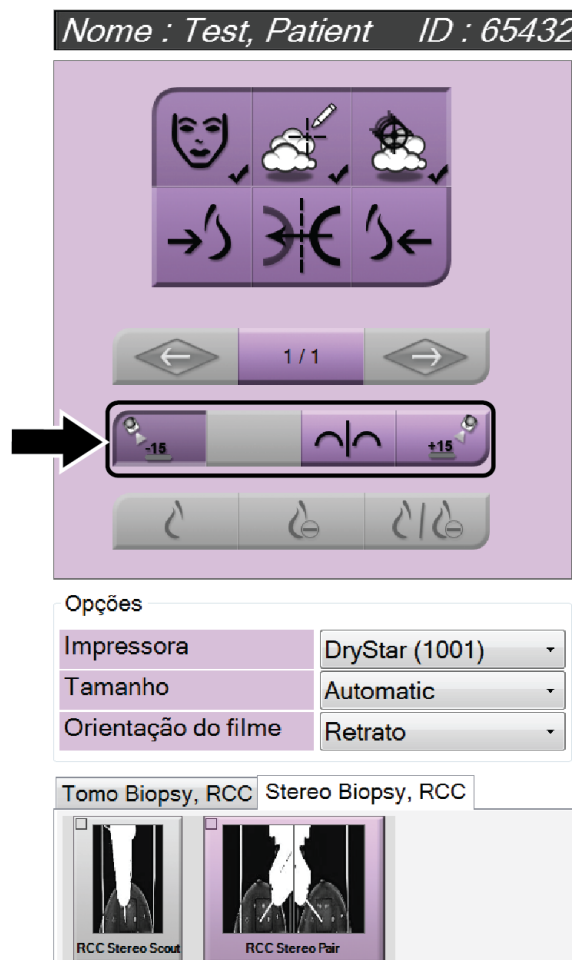 Nome : Test, Patient ID : 65432
1 / 1
-15 +15
Opções
Impressora DryStar (1001)
Tamanho Automatic
Orientação do filme Retrato
Tomo Biopsy, RCC Stereo Biopsy, RCC
RCC Stereo Scout RCC Stereo Pair